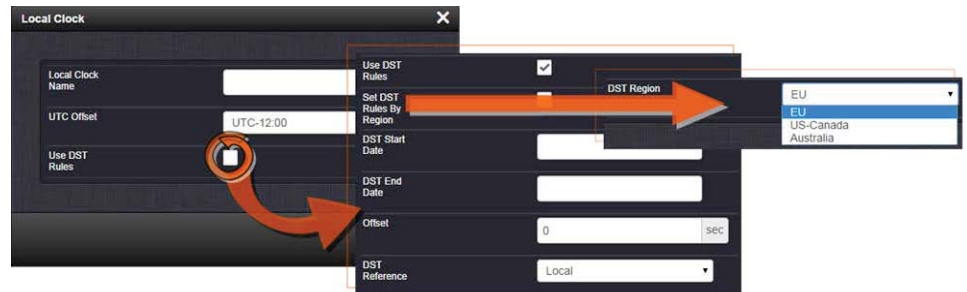 Local Clock
Local Clock
Name
UTC Offset
UTC-12:00
Use DST
Rules
Use DST
Rules
Set DST
Rules By
Region
DST Start
Date
DST End
Date
Offset
0
sec
DST
Reference
Local
DST Region
EU
EU
US-Canada
Australia